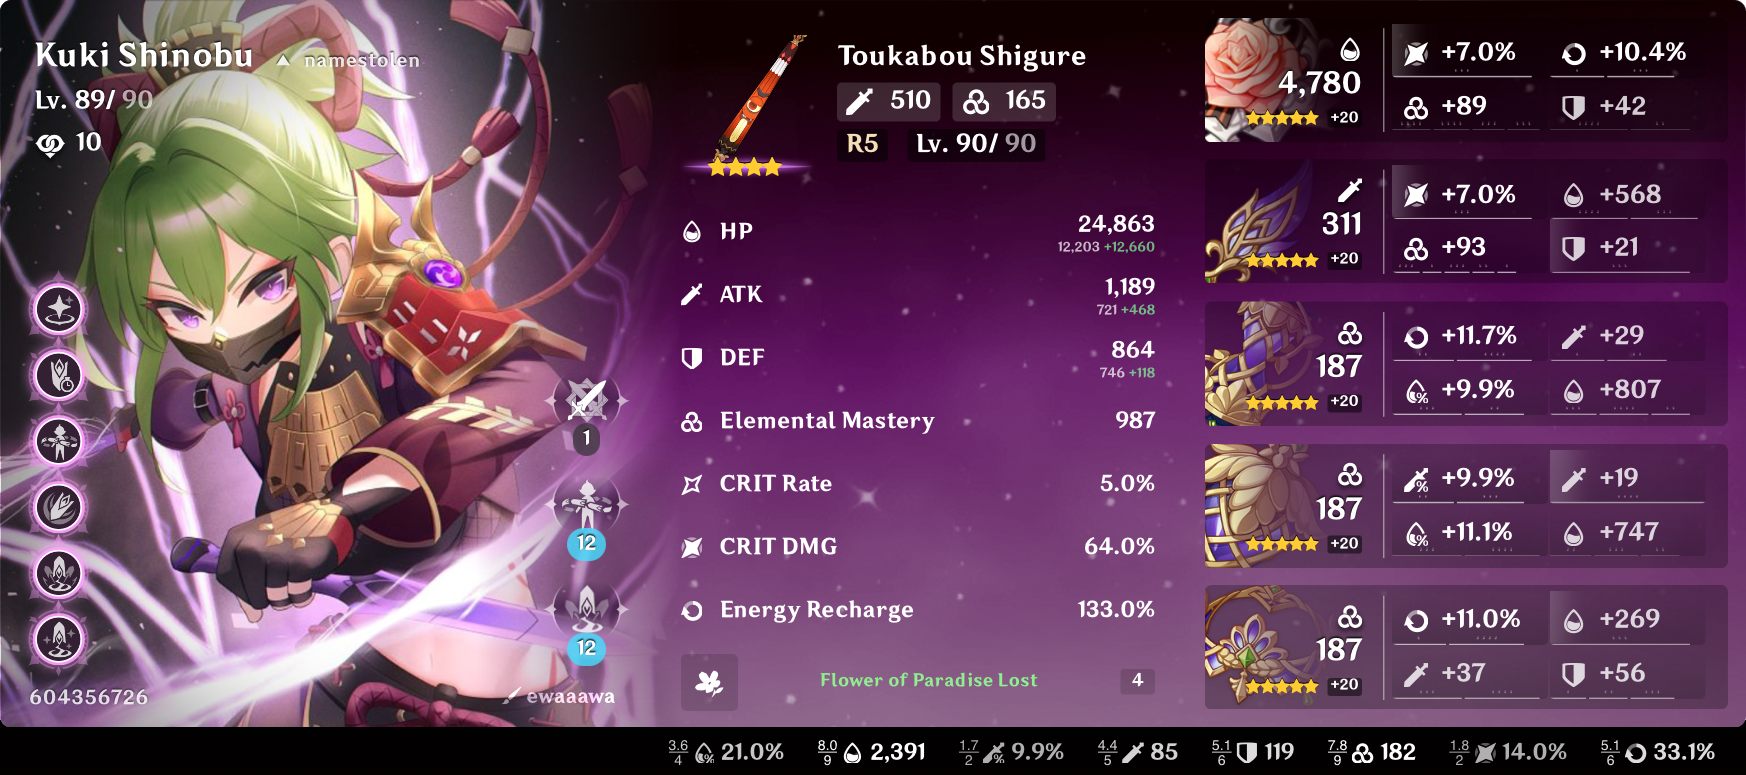 Kuki Shinobu namestolen
Lv. 89/ 90
10
1
12
12
604356726
ewaaawa
Toukabou Shigure
510 165
R5 Lv. 90/ 90
HP 24,863
12,203 +12,660
ATK 1,189
721 +468
DEF 864
746 +118
Elemental Mastery 987
CRIT Rate 5.0%
CRIT DMG 64.0%
Energy Recharge 133.0%
Flower of Paradise Lost 4
4,780
+20
+7.0% +10.4%
+89 +42
311
+20
+7.0% +568
+93 +21
187
+20
+11.7% +29
+9.9% +807
187
+20
+9.9% +19
+11.1% +747
187
+20
+11.0% +269
+37 +56
3.6/4 % 21.0% 8.0/9 2,391 1.7/2 % 9.9% 4.4/5 85 5.1/6 119 7.8/9 182 1.8/2 14.0% 5.1/6 33.1%